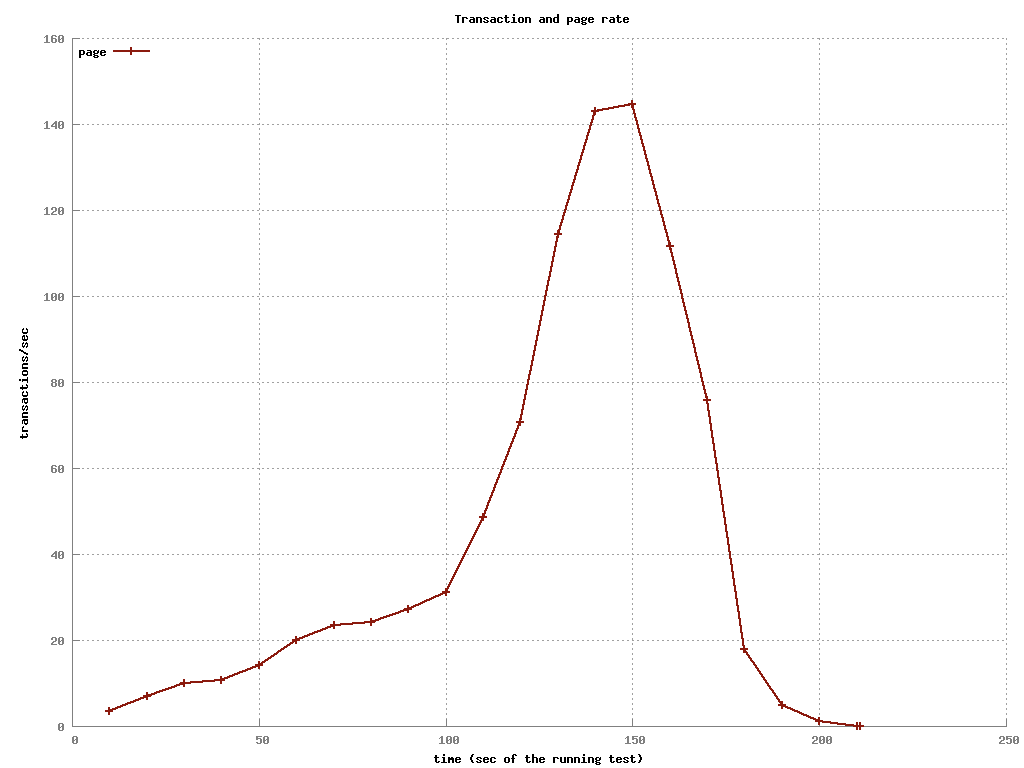 Transaction and page rate
page
160
140
120
100
80
60
40
20
0
transactions/sec
0 50 100 150 200 250
time (sec of the running test)